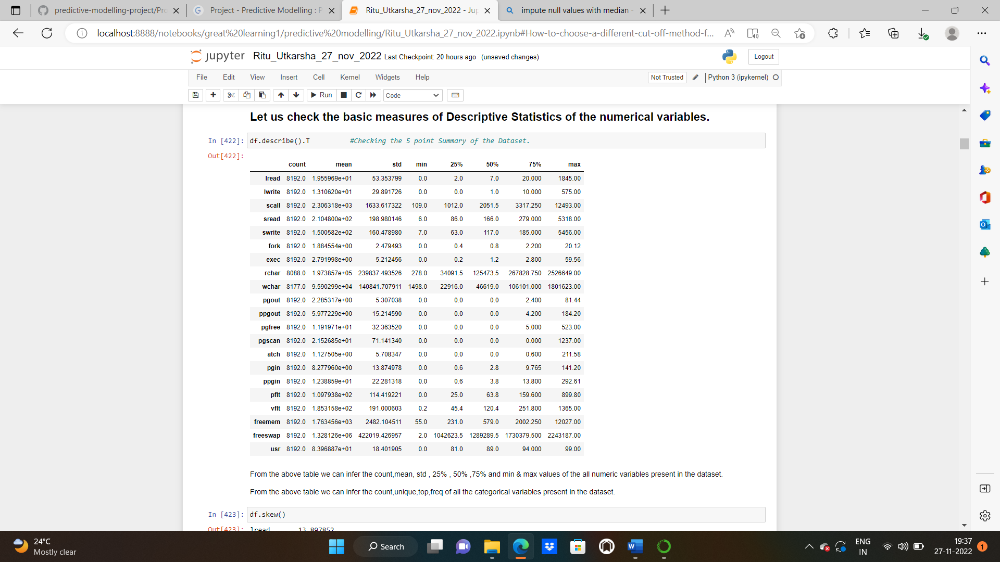 predictive-modelling-project/Pro
Project - Predictive Modelling : P
Ritu_Utkarsha_27_nov_2022 - Jup
impute null values with median -
localhost:8888/notebooks/great%20learning1/predictive%20modelling/Ritu_Utkarsha_27_nov_2022.ipynb#How-to-choose-a-different-cut-off-method-f...
jupyter Ritu_Utkarsha_27_nov_2022 Last Checkpoint: 20 hours ago (unsaved changes)
Logout
File Edit View Insert Cell Kernel Widgets Help
Not Trusted
Python 3 (ipykernel)
Run
Code
Let us check the basic measures of Descriptive Statistics of the numerical variables.
In [422]: df.describe().T #Checking the 5 point Summary of the Dataset.
Out[422]:
count mean std min 25% 50% 75% max
lread 8192.0 1.955969e+01 53.353799 0.0 2.0 7.0 20.000 1845.00
lwrite 8192.0 1.310620e+01 29.891726 0.0 0.0 1.0 10.000 575.00
scall 8192.0 2.306318e+03 1633.617322 109.0 1012.0 2051.5 3317.250 12493.00
sread 8192.0 2.104800e+02 198.980146 6.0 86.0 166.0 279.000 5318.00
swrite 8192.0 1.500582e+02 160.478980 7.0 63.0 117.0 185.000 5456.00
fork 8192.0 1.884554e+00 2.479493 0.0 0.4 0.8 2.200 20.12
exec 8192.0 2.791998e+00 5.212456 0.0 0.2 1.2 2.800 59.56
rchar 8088.0 1.973857e+05 239837.493526 278.0 34091.5 125473.5 267828.750 2526649.00
wchar 8177.0 9.590299e+04 140841.707911 1498.0 22916.0 46619.0 106101.000 1801623.00
pgout 8192.0 2.285317e+00 5.307038 0.0 0.0 0.0 2.400 81.44
ppgout 8192.0 5.977229e+00 15.214590 0.0 0.0 0.0 4.200 184.20
pgfree 8192.0 1.191971e+01 32.363520 0.0 0.0 0.0 5.000 523.00
pgscan 8192.0 2.152685e+01 71.141340 0.0 0.0 0.0 0.000 1237.00
atch 8192.0 1.127505e+00 5.708347 0.0 0.0 0.0 0.600 211.58
pgin 8192.0 8.277960e+00 13.874978 0.0 0.6 2.8 9.765 141.20
ppgin 8192.0 1.238859e+01 22.281318 0.0 0.6 3.8 13.800 292.61
pflt 8192.0 1.097938e+02 114.419221 0.0 25.0 63.8 159.600 899.80
vflt 8192.0 1.853158e+02 191.000603 0.2 45.4 120.4 251.800 1365.00
freemem 8192.0 1.763456e+03 2482.104511 55.0 231.0 579.0 2002.250 12027.00
freeswap 8192.0 1.328126e+06 422019.426957 2.0 1042623.5 1289289.5 1730379.500 2243187.00
usr 8192.0 8.396887e+01 18.401905 0.0 81.0 89.0 94.000 99.00
From the above table we can infer the count,mean, std , 25% , 50% ,75% and min & max values of the all numeric variables present in the dataset.
From the above table we can infer the count,unique,top,freq of all the categorical variables present in the dataset.
In [423]: df.skew()
Out[423]: lread 13.897852
24°C
Mostly clear
Search
ENG
IN
19:37
27-11-2022
1